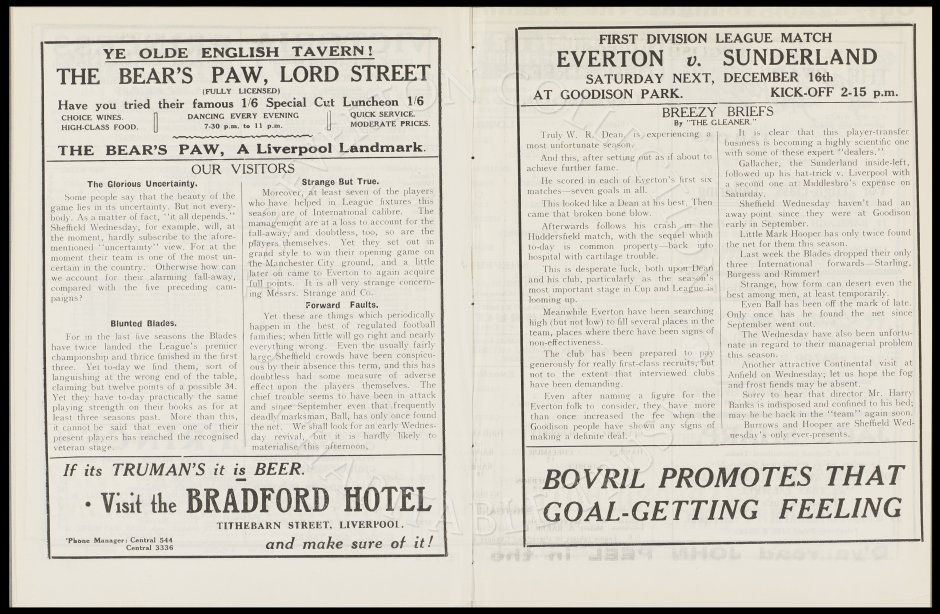 YE OLDE ENGLISH TAVERN!
THE BEAR'S PAW, LORD STREET
(FULLY LICENSED)
Have you tried their famous 1/6 Special Cut Luncheon 1/6
CHOICE WINES.
HIGH-CLASS FOOD.
DANCING EVERY EVENING
7-30 p.m. to 11 p.m.
QUICK SERVICE.
MODERATE PRICES.
THE BEAR'S PAW, A Liverpool Landmark.
OUR VISITORS
The Glorious Uncertainty.
Some people say that the beauty of the
game lies in its uncertainty. But not every-
body. As a matter of fact, "it all depends."
Sheffield Wednesday, for example, will, at
the moment, hardly subscribe to the afore-
mentioned "uncertainty" view. For at the
moment their team is one of the most un-
certain in the country. Otherwise how can
we account for their alarming fall-away,
compared with the five preceding cam-
paigns?
Blunted Blades.
For in the last five seasons the Blades
have twice landed the League's premier
championship and thrice finished in the first
three. Yet to-day we find them, sort of
languishing at the wrong end of the table,
claiming but twelve points of a possible 34.
Yet they have to-day practically the same
playing strength on their books as for at
least three seasons past. More than this,
it cannot be said that even one of their
present players has reached the recognised
veteran stage.
Strange But True.
Moreover, at least seven of the players
who have helped in League fixtures this
season are of International calibre. The
management are at a loss to account for the
fall-away, and doubtless, too, so are the
players themselves. Yet they set out in
grand style to win their opening game on
the Manchester City ground, and a little
later on came to Everton to again acquire
full points. It is all very strange concern-
ing Messrs. Strange and Co.
Forward Faults.
Yet these are things which periodically
happen in the best of regulated football
families; when little will go right and nearly
everything wrong. Even the usually fairly
large Sheffield crowds have been conspicu-
ous by their absence this term, and this has
doubtless had some measure of adverse
effect upon the players themselves. The
chief trouble seems to have been in attack
and since September even that frequently
deadly marksman, Ball, has only once found
the net. We shall look for an early Wednes-
day revival, but it is hardly likely to
materialise this afternoon.
If its TRUMAN'S it is BEER.
· Visit the BRADFORD HOTEL
TITHEBARN STREET, LIVERPOOL.
'Phone Manager: Central 544
Central 3336
and make sure of it!
FIRST DIVISION LEAGUE MATCH
EVERTON v. SUNDERLAND
SATURDAY NEXT, DECEMBER 16th
AT GOODISON PARK. KICK-OFF 2-15 p.m.
BREEZY BRIEFS
By "THE GLEANER."
Truly W. R. Dean, is experiencing a
most unfortunate season.
And this, after setting out as if about to
achieve further fame.
He scored in each of Everton's first six
matches—seven goals in all.
This looked like a Dean at his best. Then
came that broken bone blow.
Afterwards follows his crash in the
Huddersfield match, with the sequel which
to-day is common property—back into
hospital with cartilage trouble.
This is desperate luck, both upon Dean
and his club, particularly as the season's
most important stage in Cup and League is
looming up.
Meanwhile Everton have been searching
high (but not low) to fill several places in the
team, places where there have been signs of
non-effectiveness.
The club has been prepared to pay
generously for really first-class recruits, but
not to the extent that interviewed clubs
have been demanding.
Even after naming a figure for the
Everton folk to consider, they have more
than once increased the fee when the
Goodison people have shown any signs of
making a definite deal.
It is clear that this player-transfer
business is becoming a highly scientific one
with some of these expert "dealers."
Gallacher, the Sunderland inside-left,
followed up his hat-trick v. Liverpool with
a second one at Middlesbro's expense on
Saturday.
Sheffield Wednesday haven't had an
away point since they were at Goodison
early in September.
Little Mark Hooper has only twice found
the net for them this season.
Last week the Blades dropped their only
three International forwards—Starling,
Burgess and Rimmer!
Strange, how form can desert even the
best among men, at least temporarily.
Even Ball has been off the mark of late.
Only once has he found the net since
September went out.
The Wednesday have also been unfortu-
nate in regard to their managerial problem
this season.
Another attractive Continental visit at
Anfield on Wednesday; let us hope the fog
and frost fiends may be absent.
Sorry to hear that director Mr. Harry
Banks is indisposed and confined to his bed;
may he be back in the "team" again soon.
Burrows and Hooper are Sheffield Wed-
nesday's only ever-presents.
BOVRIL PROMOTES THAT
GOAL-GETTING FEELING